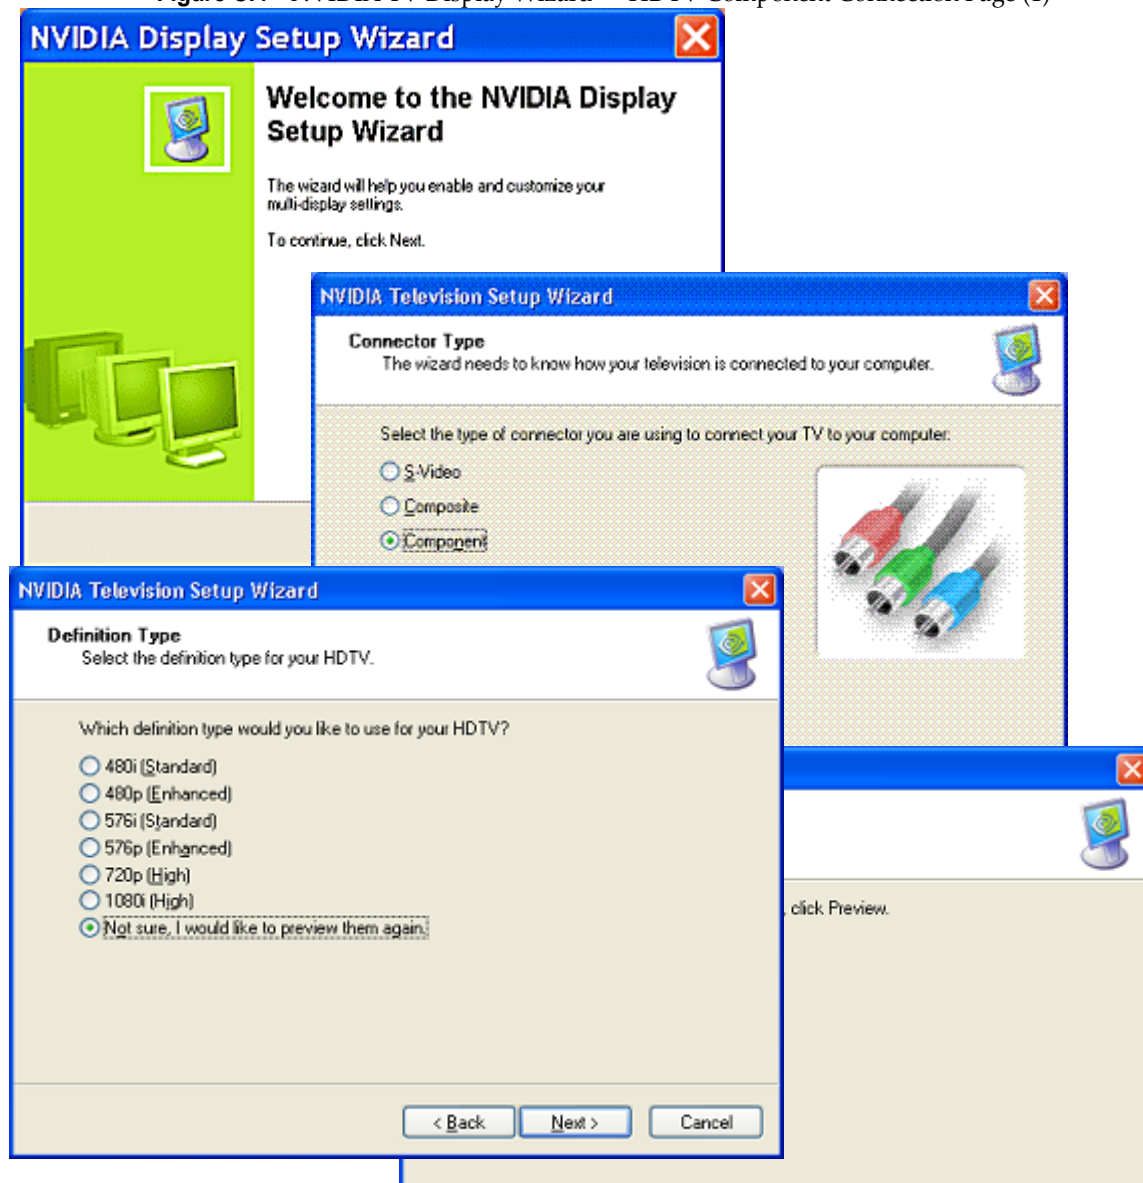 NVIDIA Display Setup Wizard
Welcome to the NVIDIA Display
Setup Wizard
The wizard will help you enable and customize your
multi-display settings.
To continue, click Next.
NVIDIA Television Setup Wizard
Connector Type
The wizard needs to know how your television is connected to your computer.
Select the type of connector you are using to connect your TV to your computer:
S-Video
Composite
Component
NVIDIA Television Setup Wizard
Definition Type
Select the definition type for your HDTV.
Which definition type would you like to use for your HDTV?
480i (Standard)
480p (Enhanced)
576i (Standard)
576p (Enhanced)
720p (High)
1080i (High)
Not sure, I would like to preview them again.
< Back
Next >
Cancel
, click Preview.